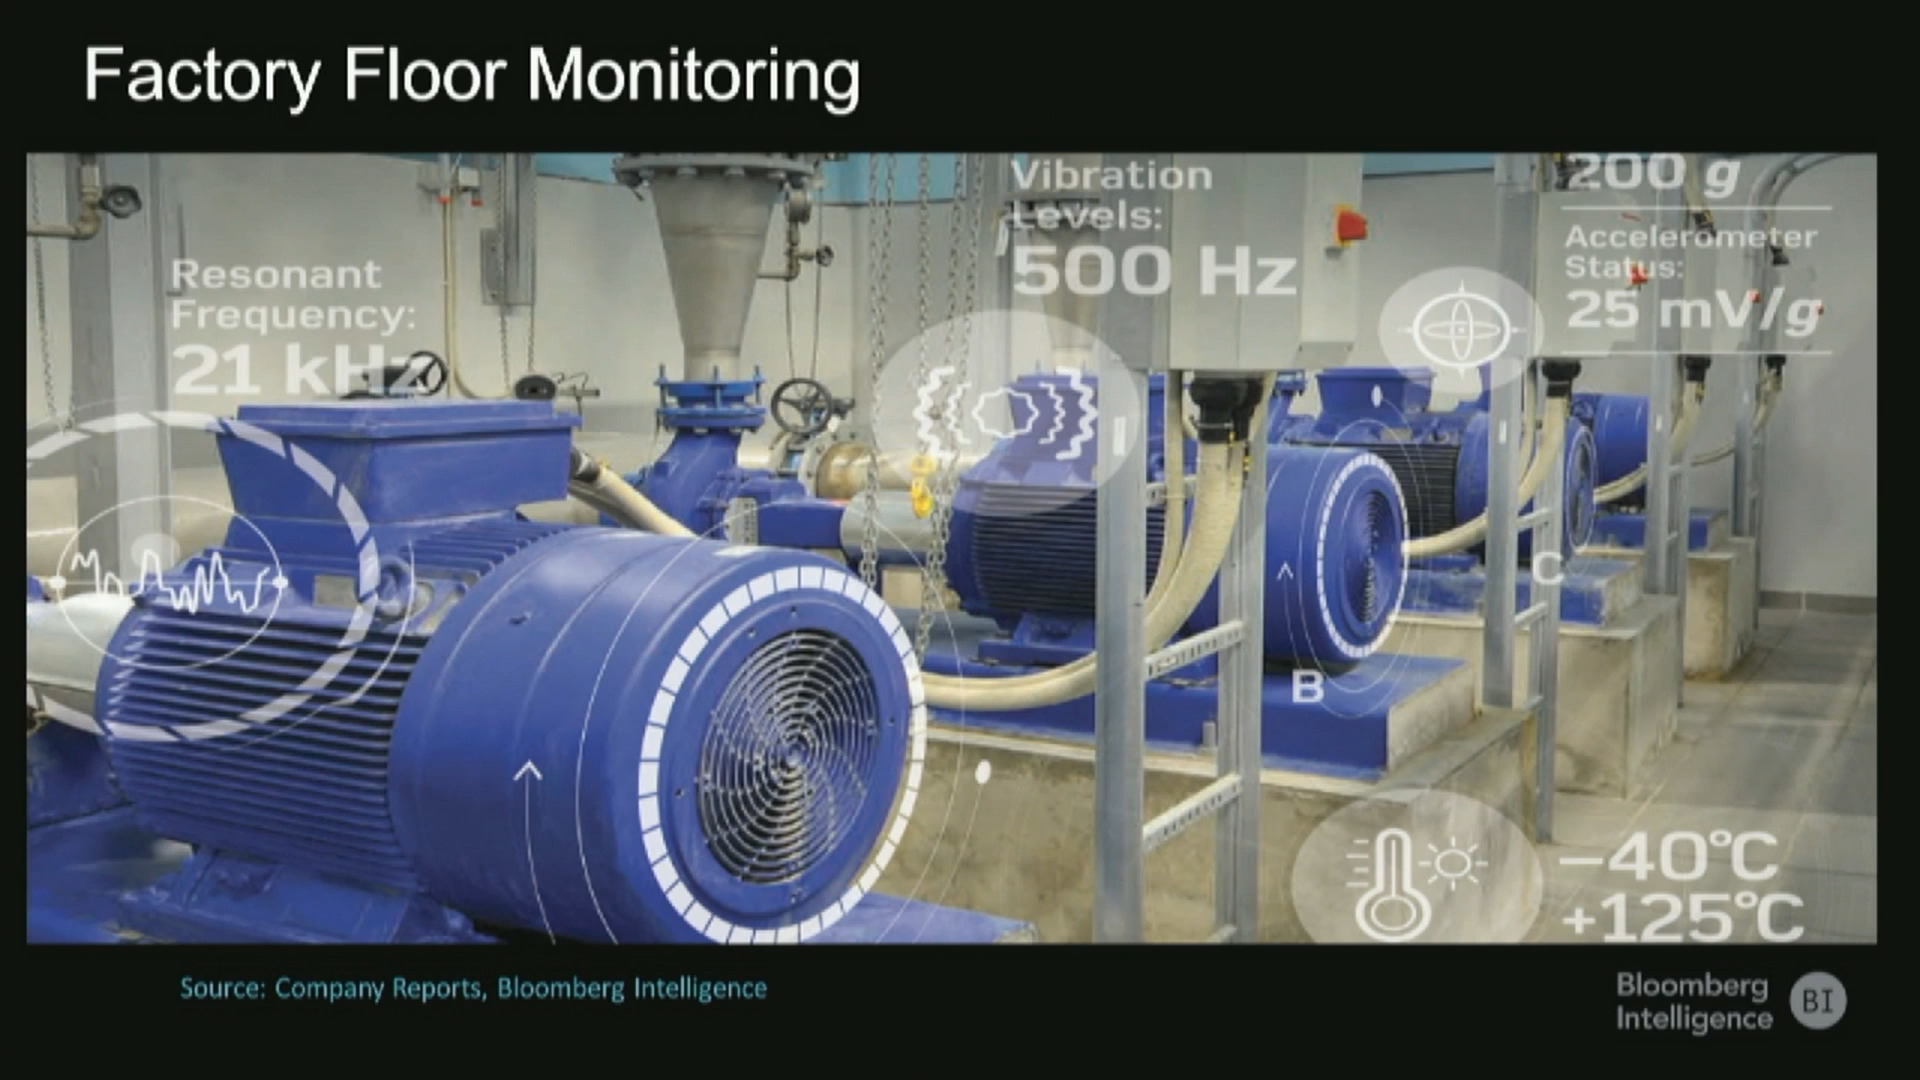 Factory Floor Monitoring
Resonant
Frequency:
21 kHz
Vibration
Levels:
500 Hz
200 g
Accelerometer
Status:
25 mV/g
B
C
−40°C
+125°C
Source: Company Reports, Bloomberg Intelligence
Bloomberg
Intelligence
BI